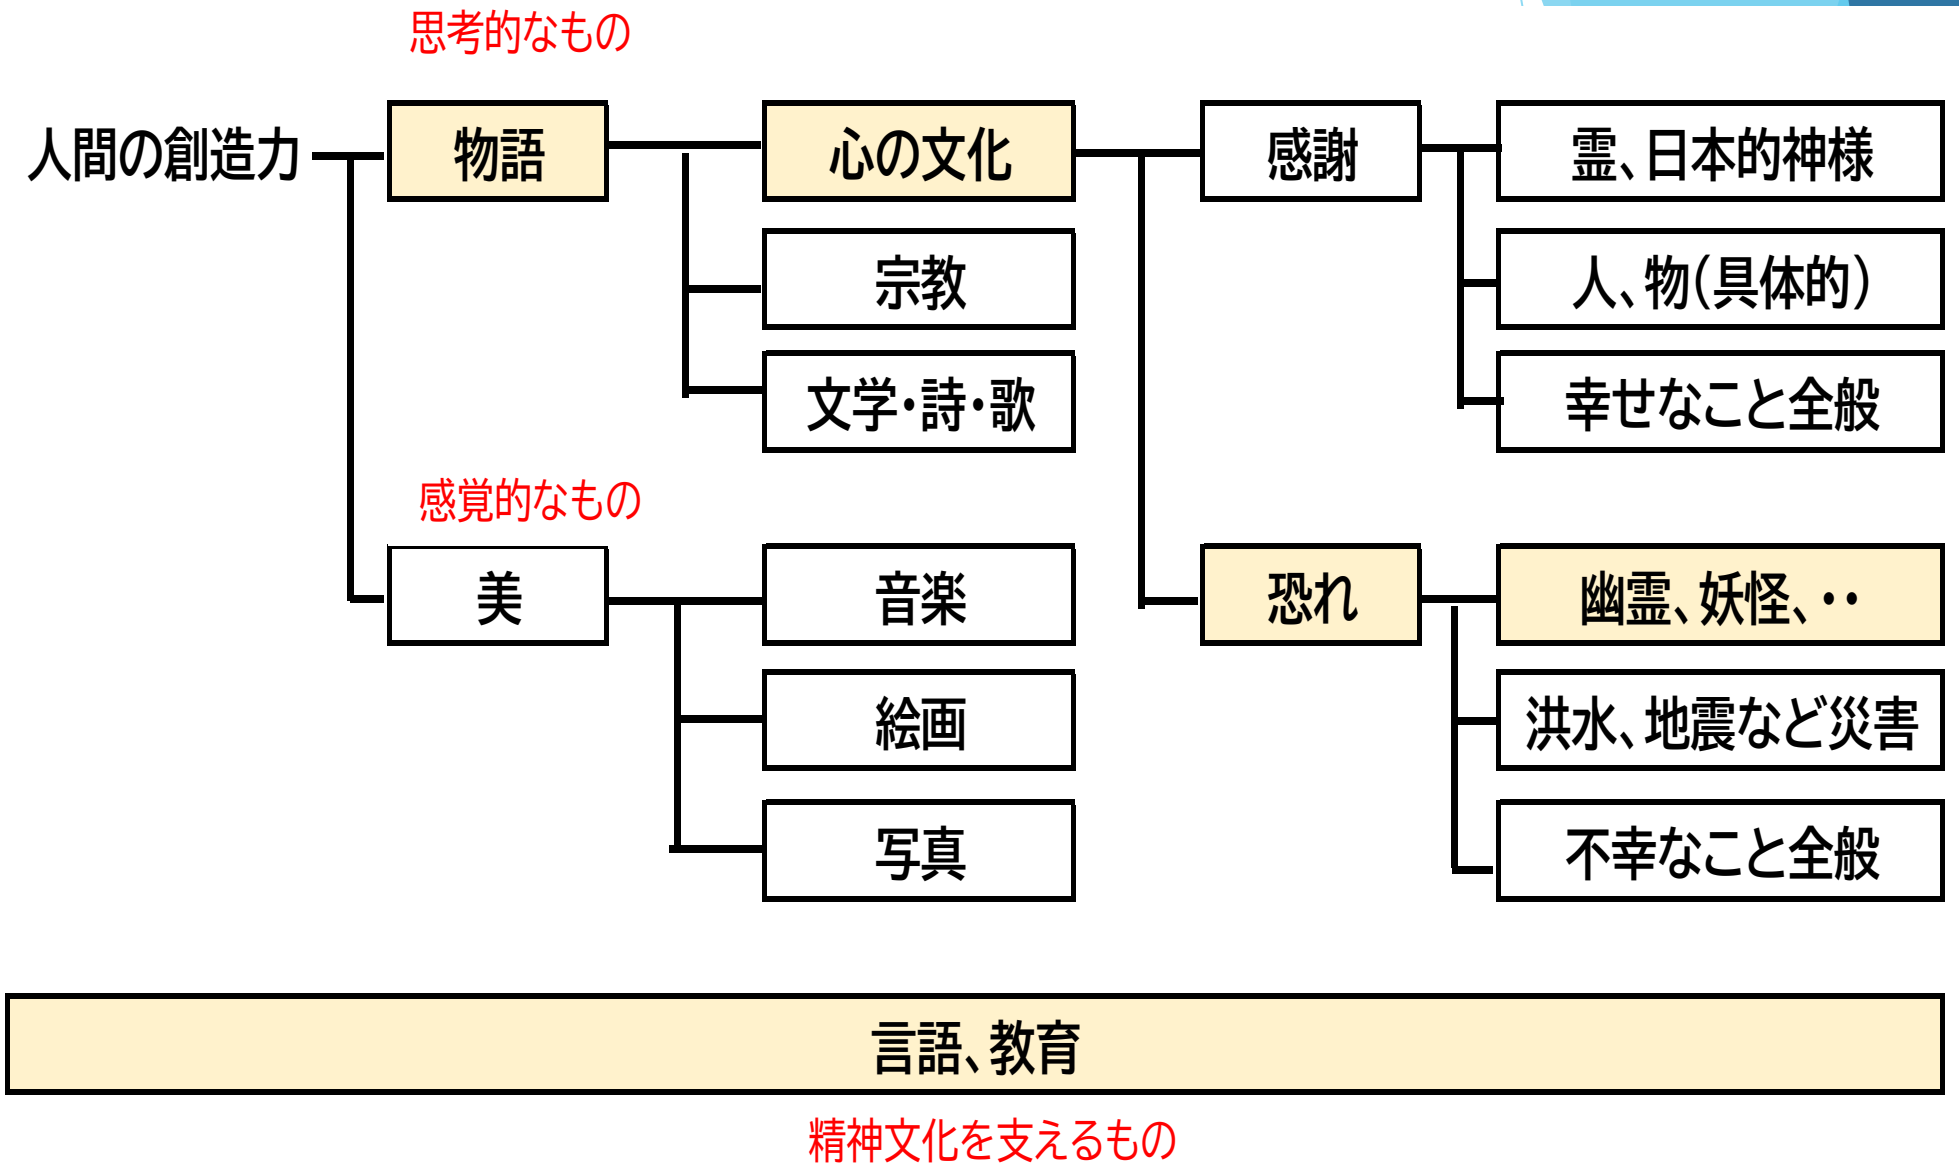 思考的なもの
人間の創造力
物語
心の文化
感謝
霊、日本的神様
宗教
人、物(具体的)
文学・詩・歌
幸せなこと全般
感覚的なもの
美
音楽
恐れ
幽霊、妖怪、・・
絵画
洪水、地震など災害
写真
不幸なこと全般
言語、教育
精神文化を支えるもの